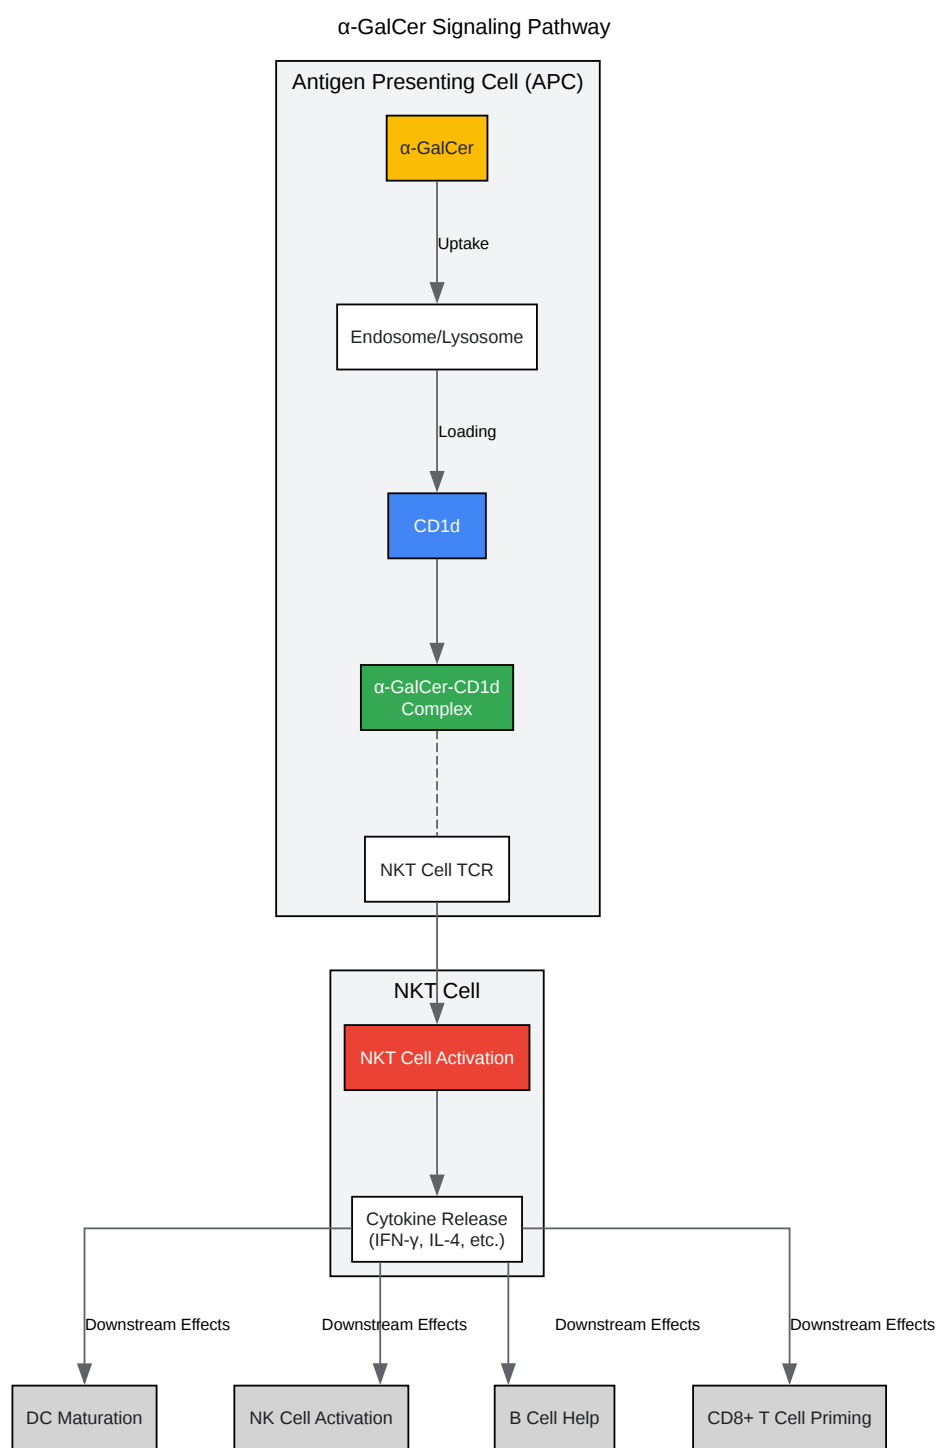 α-GalCer Signaling Pathway
Antigen Presenting Cell (APC)
α-GalCer
Uptake
Endosome/Lysosome
Loading
CD1d
α-GalCer-CD1d
Complex
NKT Cell TCR
NKT Cell
NKT Cell Activation
Cytokine Release
(IFN-γ, IL-4, etc.)
Downstream Effects
Downstream Effects
Downstream Effects
Downstream Effects
DC Maturation
NK Cell Activation
B Cell Help
CD8+ T Cell Priming